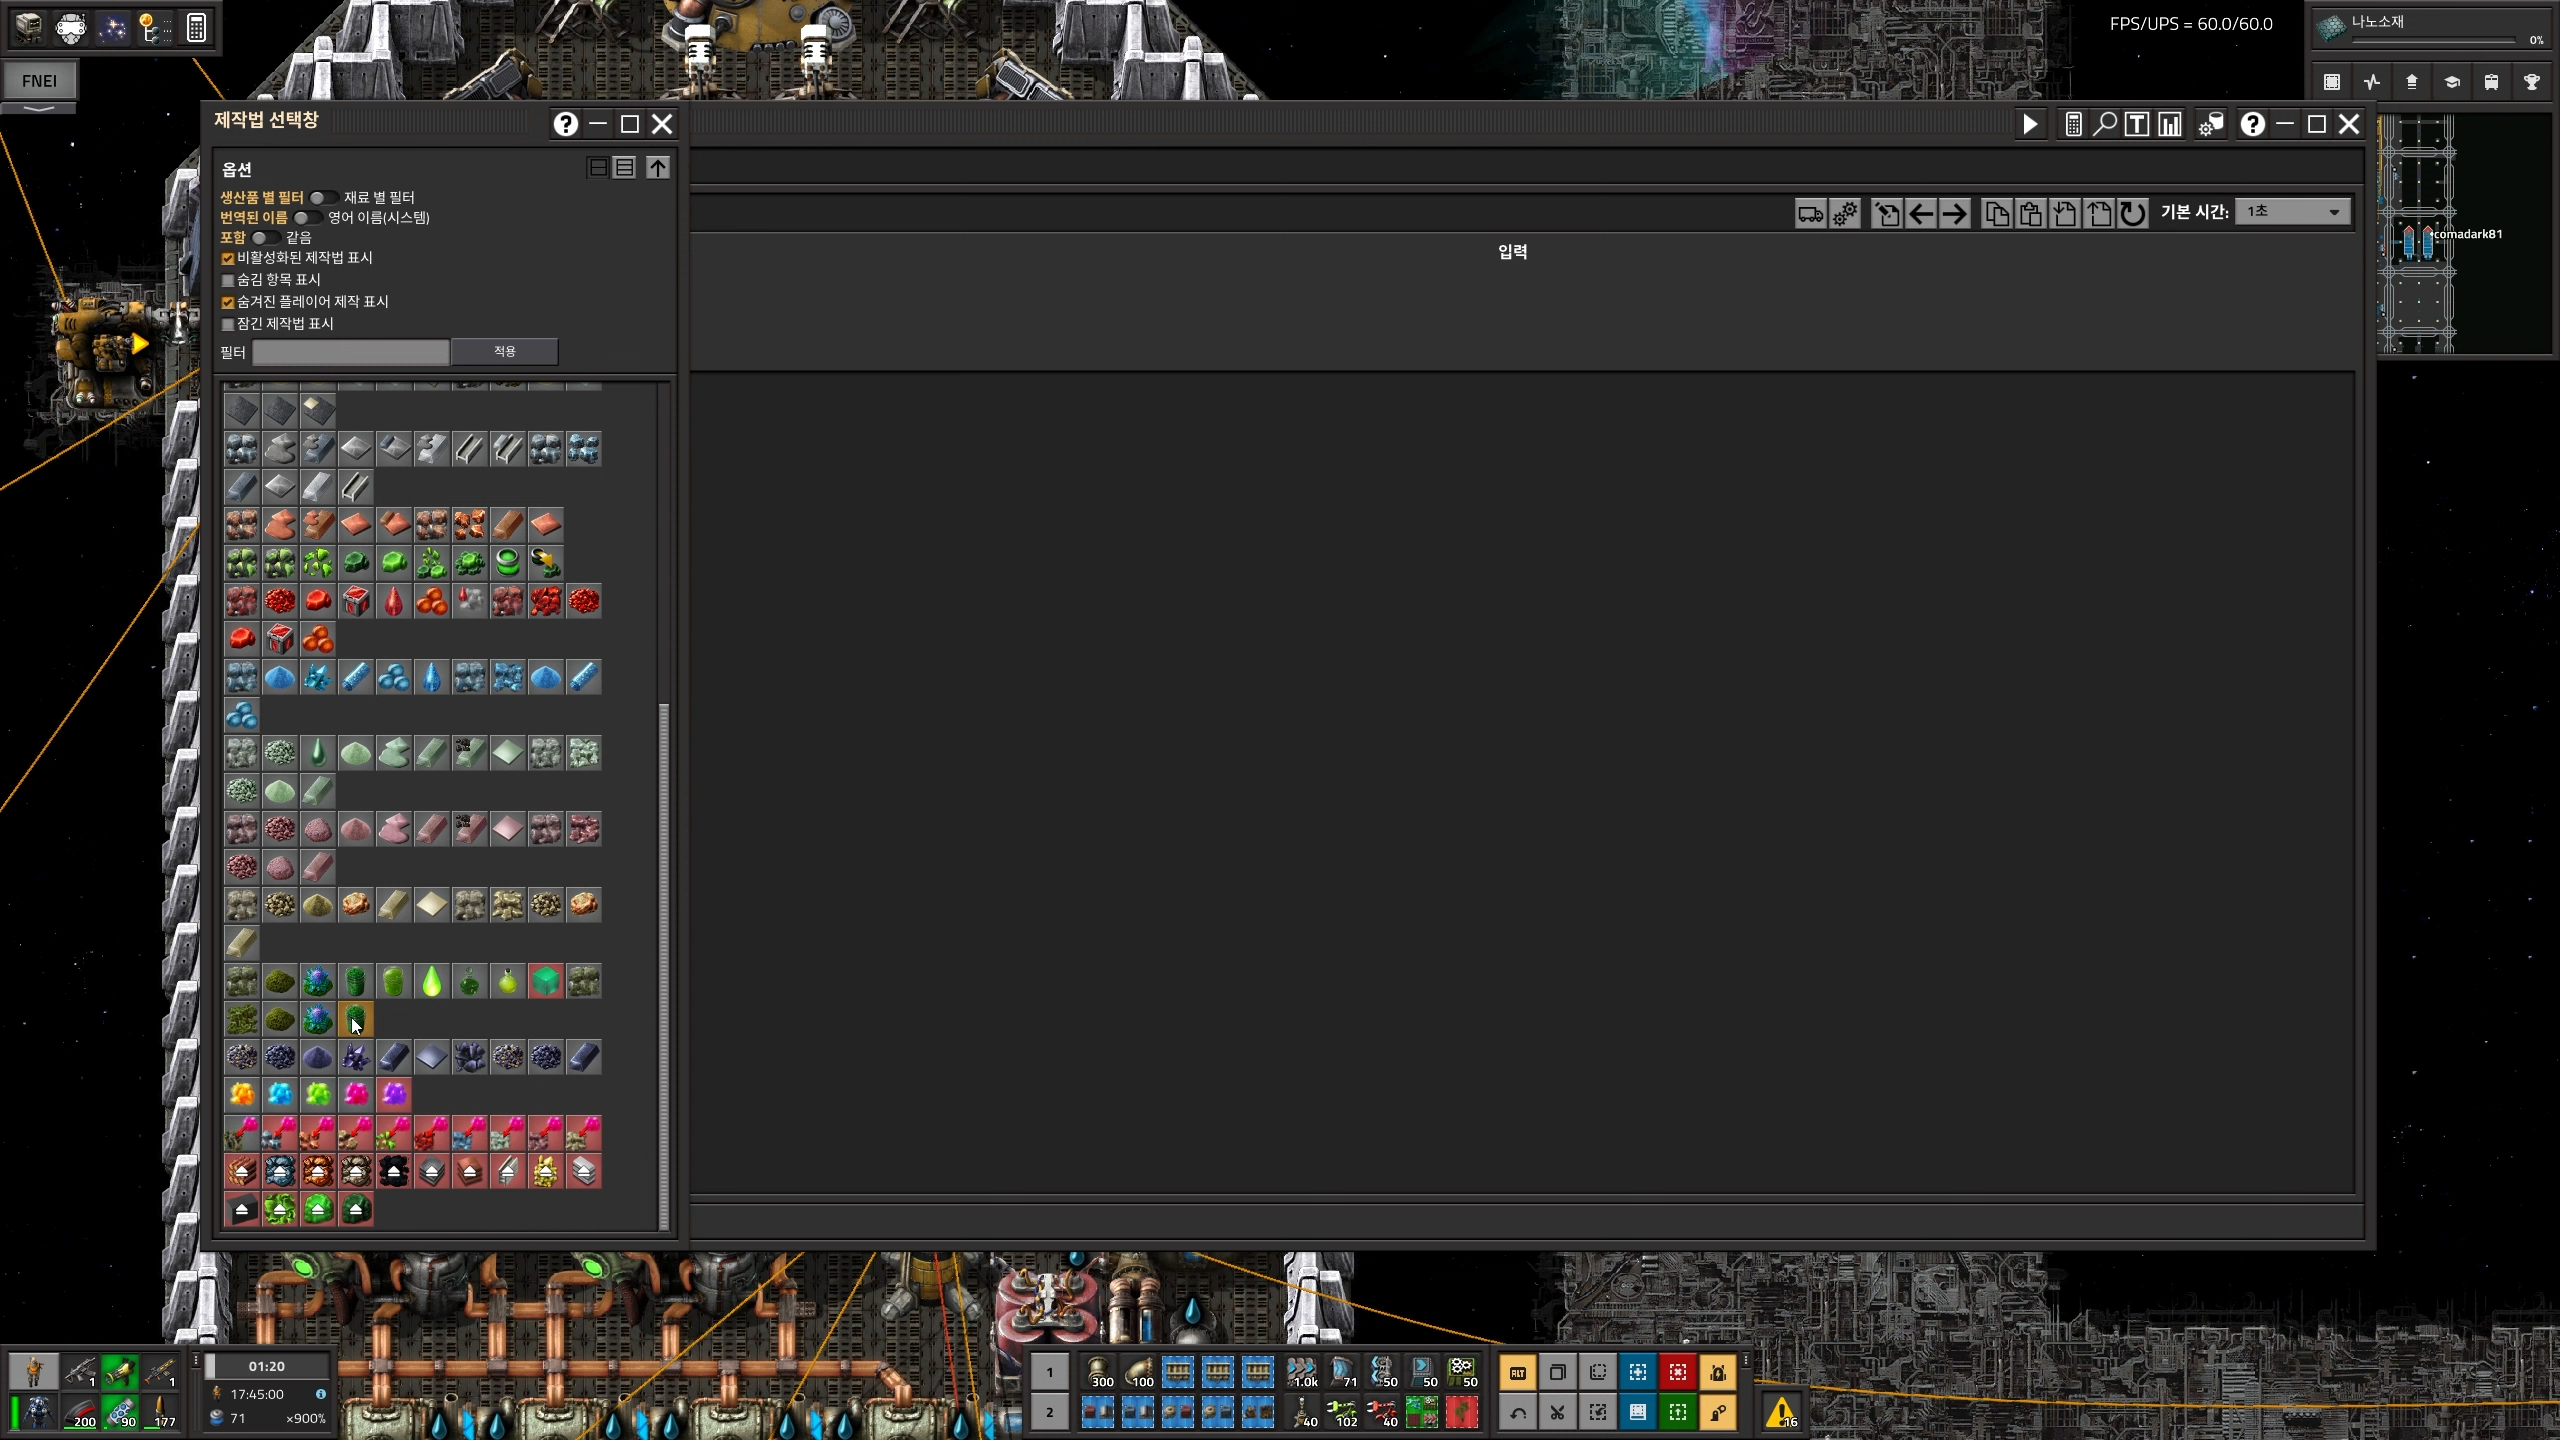 FPS/UPS = 60.0/60.0
나노소재
0%
FNEI
제작법 선택창
옵션
생산품 별 필터 재료 별 필터
번역된 이름 영어 이름(시스템)
포함 같음
비활성화된 제작법 표시
숨김 항목 표시
숨겨진 플레이어 제작 표시
잠긴 제작법 표시
필터
적용
기본 시간: 1초
입력
comadark81
01:20
17:45:00
71 ×900%
1
1
200
90
177
1
300
100
1.0k
71
50
50
50
ALT
2
40
102
40
16